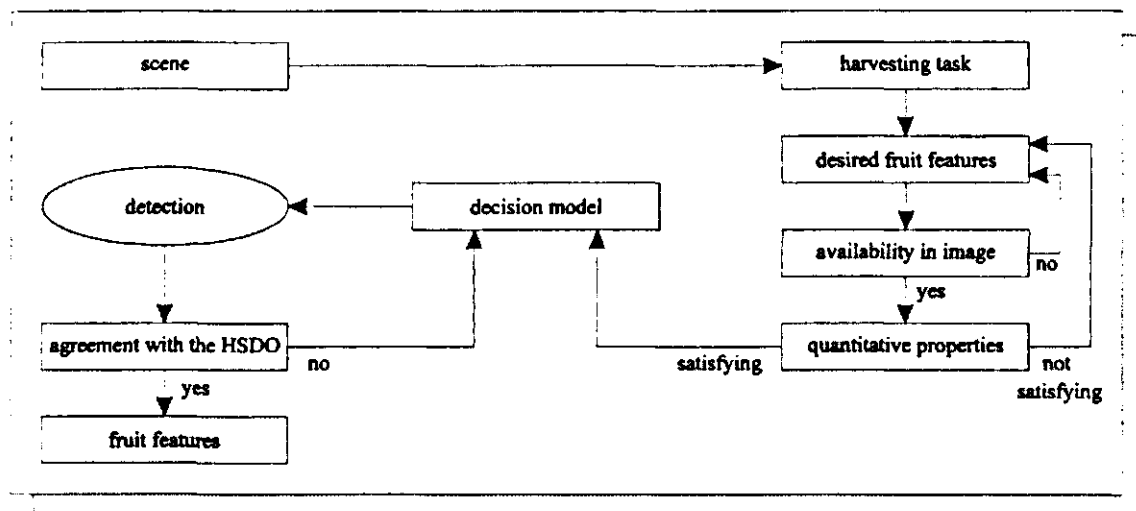 scene
harvesting task
desired fruit features
detection
decision model
availability in image
no
yes
agreement with the HSDO
no
satisfying
quantitative properties
not
satisfying
yes
fruit features